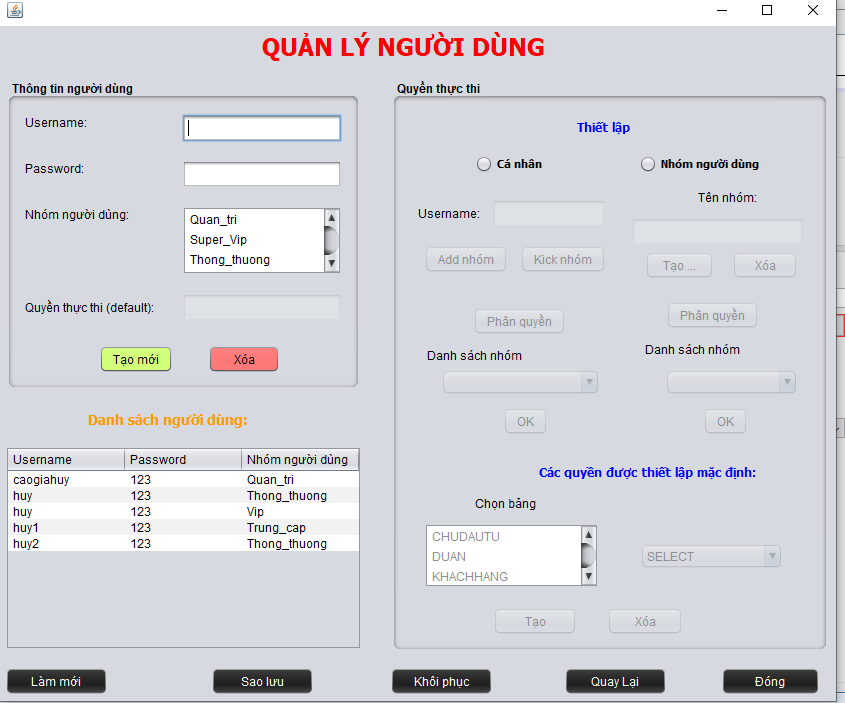 QUẢN LÝ NGƯỜI DÙNG
Thông tin người dùng
Username:
Password:
Nhóm người dùng:
Quan_tri
Super_Vip
Thong_thuong
Quyền thực thi (default):
Tạo mới
Xóa
Danh sách người dùng:
Username Password Nhóm người dùng
caogiahuy 123 Quan_tri
huy 123 Thong_thuong
huy 123 Vip
huy1 123 Trung_cap
huy2 123 Thong_thuong
Quyền thực thi
Thiết lập
Cá nhân
Nhóm người dùng
Username:
Tên nhóm:
Add nhóm
Kick nhóm
Tạo ...
Xóa
Phân quyền
Phân quyền
Danh sách nhóm
Danh sách nhóm
OK
OK
Các quyền được thiết lập mặc định:
Chọn bảng
CHUDAUTU
DUAN
KHACHHANG
SELECT
Tạo
Xóa
Làm mới
Sao lưu
Khôi phục
Quay Lại
Đóng